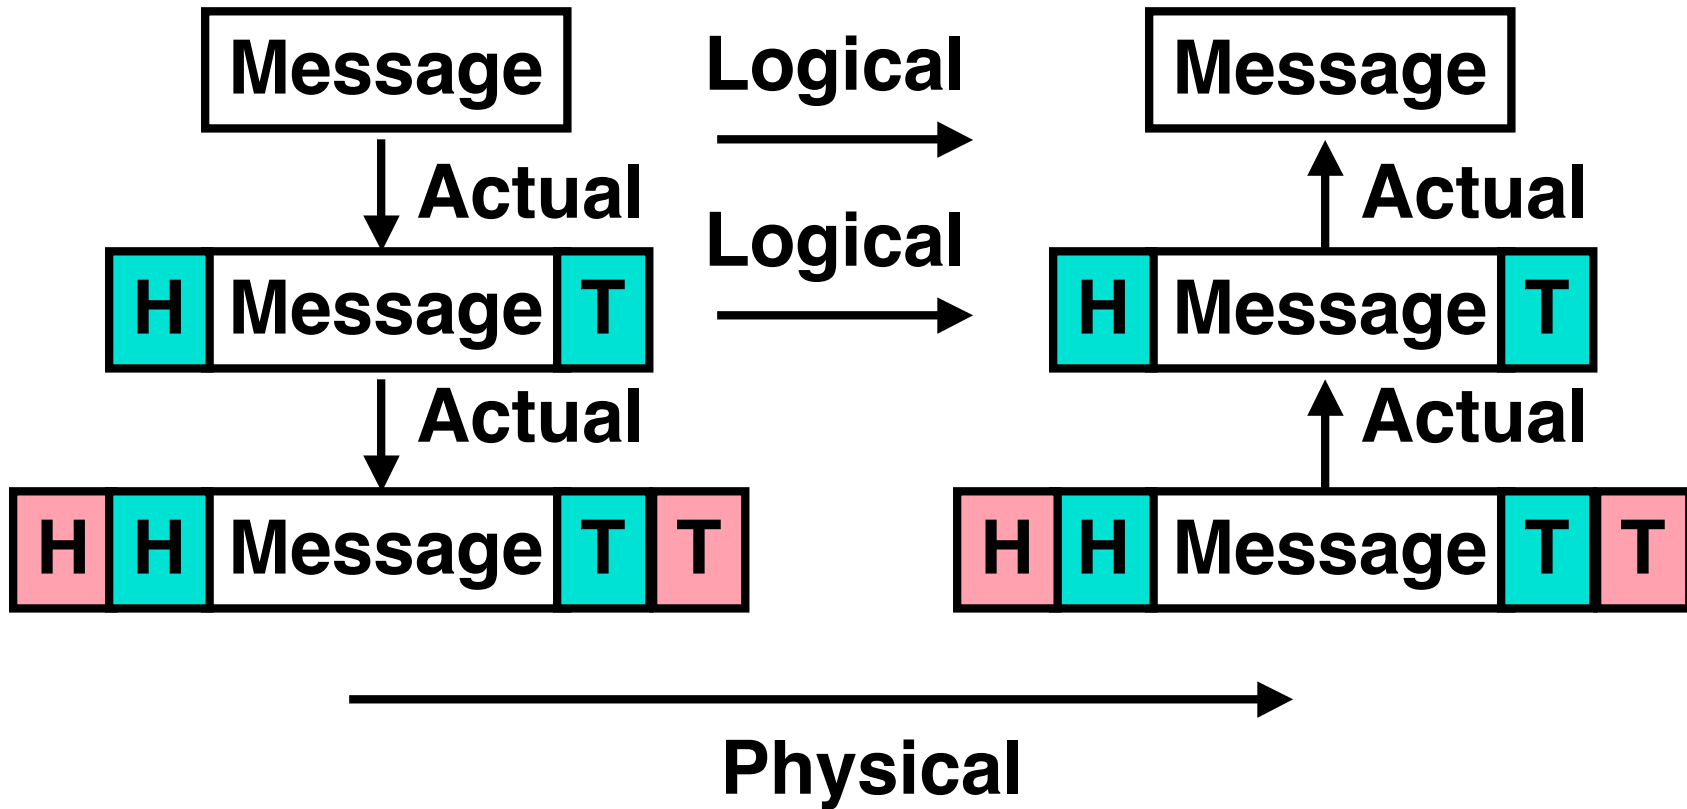 Message Logical Message
Actual Actual
Logical
H Message T H Message T
Actual Actual
H H Message T T H H Message T T
Physical